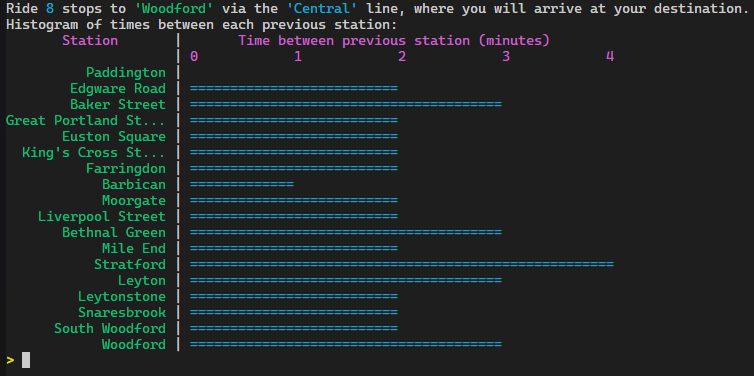 Ride 8 stops to 'Woodford' via the 'Central' line, where you will arrive at your destination.
Histogram of times between each previous station:
Station | Time between previous station (minutes)
| 0 1 2 3 4
Paddington |
Edgware Road | ==========================
Baker Street | =======================================
Great Portland St... | ==========================
Euston Square | ==========================
King's Cross St... | ==========================
Farringdon | ==========================
Barbican | =============
Moorgate | ==========================
Liverpool Street | ==========================
Bethnal Green | =======================================
Mile End | ==========================
Stratford | =====================================================
Leyton | =======================================
Leytonstone | ==========================
Snaresbrook | ==========================
South Woodford | ==========================
Woodford | =======================================
>